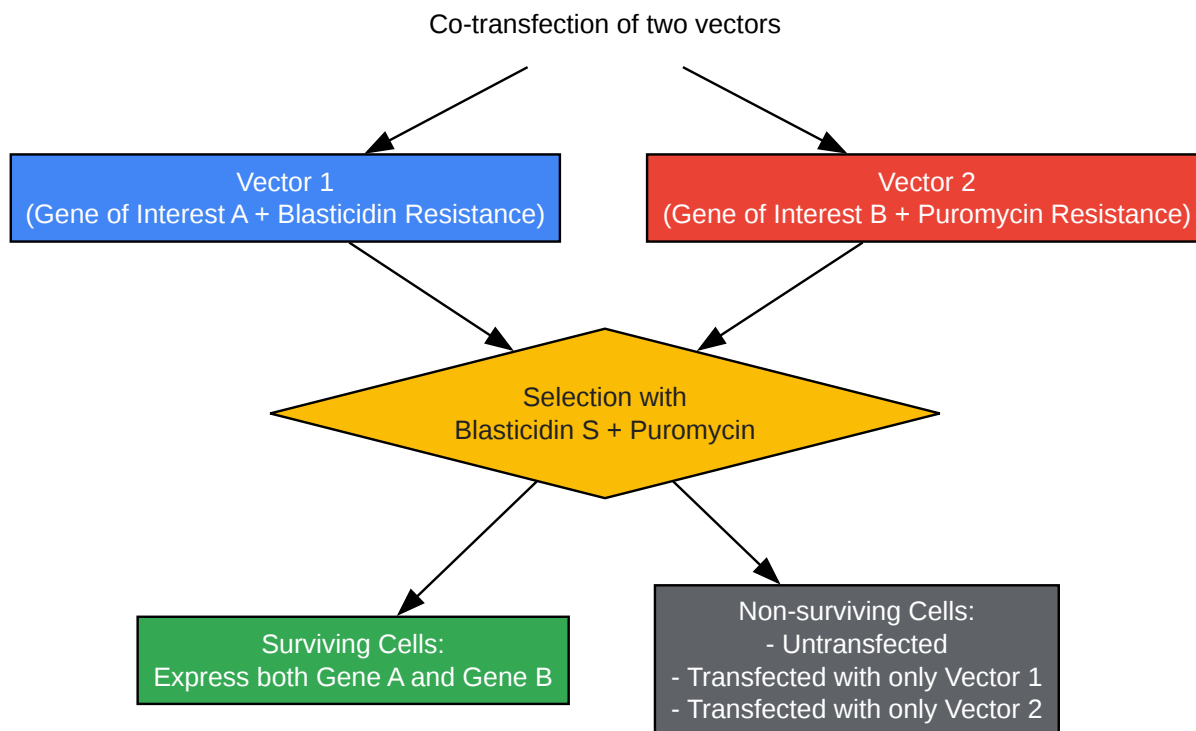 Co-transfection of two vectors
Vector 1
(Gene of Interest A + Blasticidin Resistance)
Vector 2
(Gene of Interest B + Puromycin Resistance)
Selection with
Blasticidin S + Puromycin
Surviving Cells:
Express both Gene A and Gene B
Non-surviving Cells:
- Untransfected
- Transfected with only Vector 1
- Transfected with only Vector 2